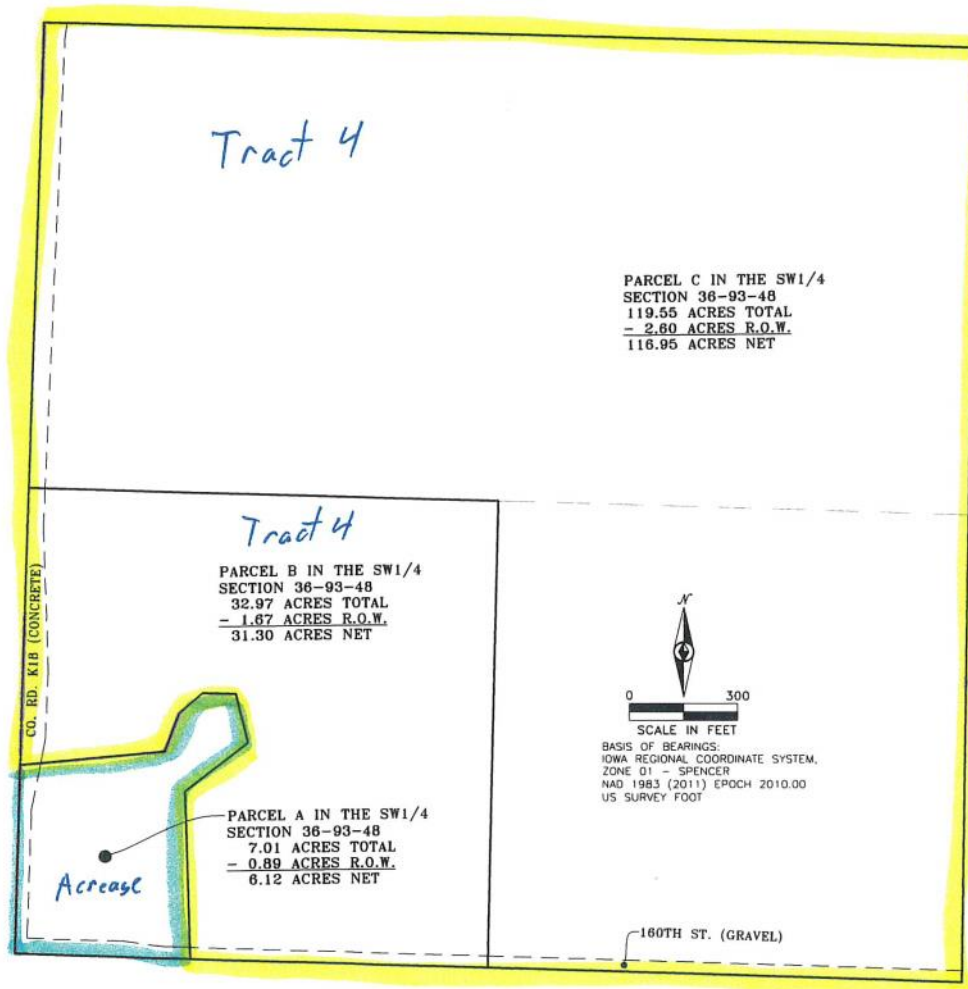 Tract 4
PARCEL C IN THE SW1/4
SECTION 36-93-48
119.55 ACRES TOTAL
- 2.60 ACRES R.O.W.
116.95 ACRES NET
Tract 4
PARCEL B IN THE SW1/4
SECTION 36-93-48
32.97 ACRES TOTAL
- 1.67 ACRES R.O.W.
31.30 ACRES NET
CO. RD. K18 (CONCRETE)
N
0 300
SCALE IN FEET
BASIS OF BEARINGS:
IOWA REGIONAL COORDINATE SYSTEM,
ZONE 01 - SPENCER
NAD 1983 (2011) EPOCH 2010.00
US SURVEY FOOT
PARCEL A IN THE SW1/4
SECTION 36-93-48
7.01 ACRES TOTAL
- 0.89 ACRES R.O.W.
6.12 ACRES NET
Acreage
160TH ST. (GRAVEL)